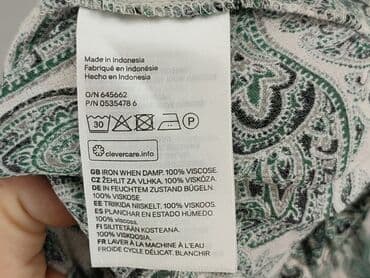 Made in Indonesia
Fabriqué en Indonésie
Hecho en Indonesia
O/N 645662
P/N 0535478 6
30
P
clevercare.info
GB IRON WHEN DAMP. 100% VISCOSE.
CZ ŽEHLIT ZA VLHKA. 100% VISKÓZA.
DE IN FEUCHTEM ZUSTAND BÜGELN.
100% VISKOSE.
EE TRIIKIDA NIISKELT. 100% VISKOOS.
ES PLANCHAR EN ESTADO HÚMEDO
100% viscosa.
FI SILITETÄÄN KOSTEANA.
100% VISKOOSIA.
FR LAVER À LA MACHINE À L'EAU
FROIDE CYCLE DÉLICAT. BLANCHIR